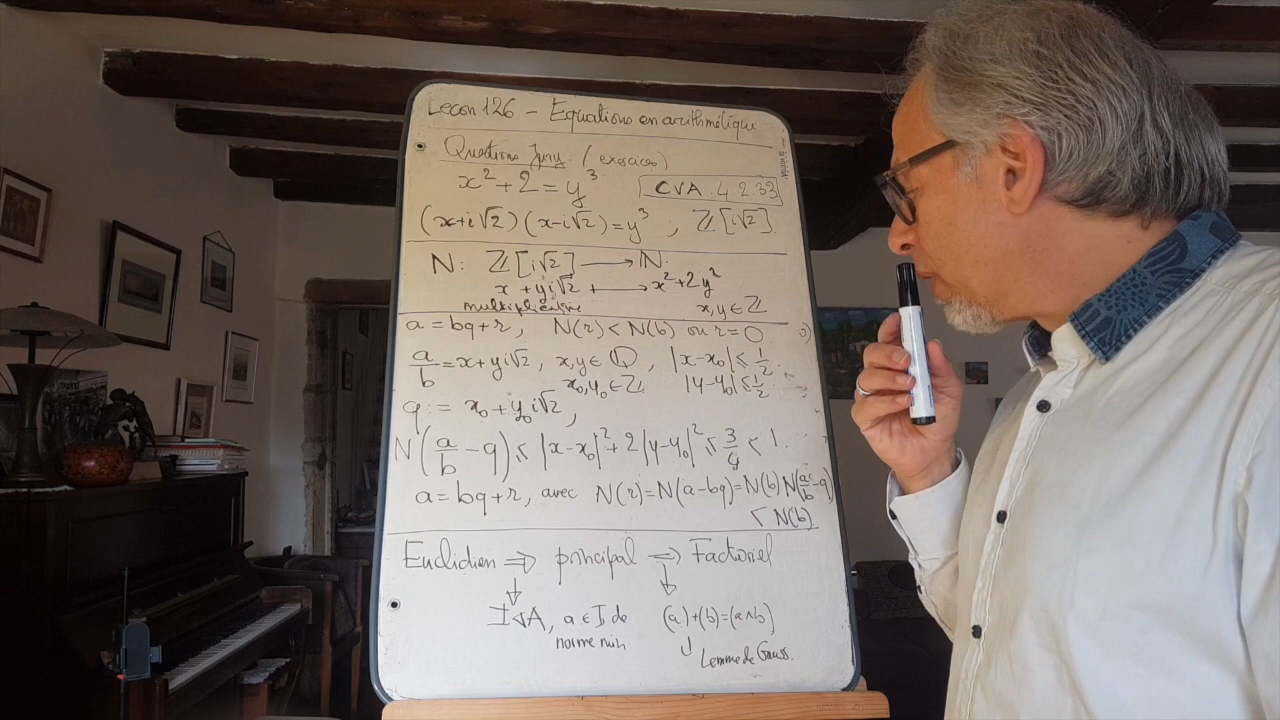 Leçon 126 - Equations en arithmétique
Questions Jury. (exercices)
x² + 2 = y³
CVA. 4.2.33
(x+i√2)(x-i√2) = y³, ℤ[i√2].
N: ℤ[i√2] → ℕ.
x + yi√2 ↦ x² + 2y²
multiplicative x,y ∈ ℤ
a = bq + r, N(r) < N(b) ou r = 0
a/b = x + yi√2, x,y ∈ ℚ, |x-x₀| ≤ 1/2
x₀,y₀ ∈ ℤ |y-y₀| ≤ 1/2
q := x₀ + y₀i√2,
N(a/b - q) ≤ |x-x₀|² + 2|y-y₀|² ≤ 3/4 < 1.
a = bq + r, avec N(r) = N(a-bq) = N(b)N(a/b - q)
< N(b).
Euclidien ⇒ principal ⇒ Factoriel
I ◁ A, a ∈ I de (a) + (b) = (a∧b)
norme min
Lemme de Gauss.